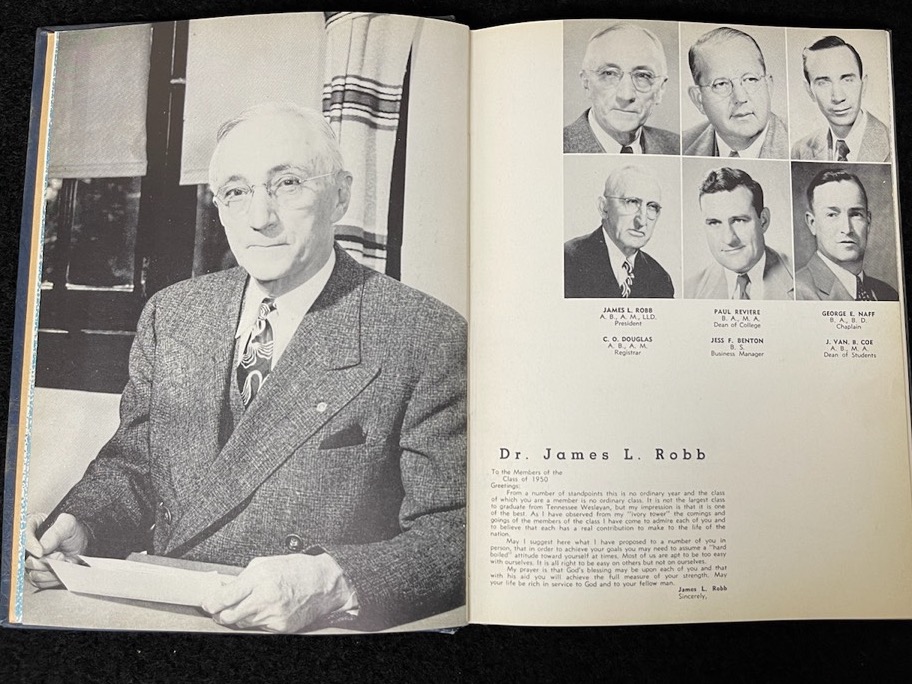 JAMES L. ROBB
A. B., A. M., LLD.
President
PAUL REVIERE
B. A., M. A.
Dean of College
GEORGE E. NAFF
B. A., B. D.
Chaplain
C. O. DOUGLAS
A. B., A. M.
Registrar
JESS F. BENTON
B. S.
Business Manager
J. VAN. B. COE
A. B., M. A.
Dean of Students
Dr. James L. Robb
To the Members of the
Class of 1950
Greetings:
From a number of standpoints this is no ordinary year and the class
of which you are a member is no ordinary class. It is not the largest class
to graduate from Tennessee Wesleyan, but my impression is that it is one
of the best. As I have observed from my "ivory tower" the comings and
goings of the members of the class I have come to admire each of you and
to believe that each has a real contribution to make to the life of the
nation.
May I suggest here what I have proposed to a number of you in
person, that in order to achieve your goals you may need to assume a "hard
boiled" attitude toward yourself at times. Most of us are apt to be too easy
with ourselves. It is all right to be easy on others but not on ourselves.
My prayer is that God's blessing may be upon each of you and that
with his aid you will achieve the full measure of your strength. May
your life be rich in service to God and to your fellow man.
James L. Robb
Sincerely,